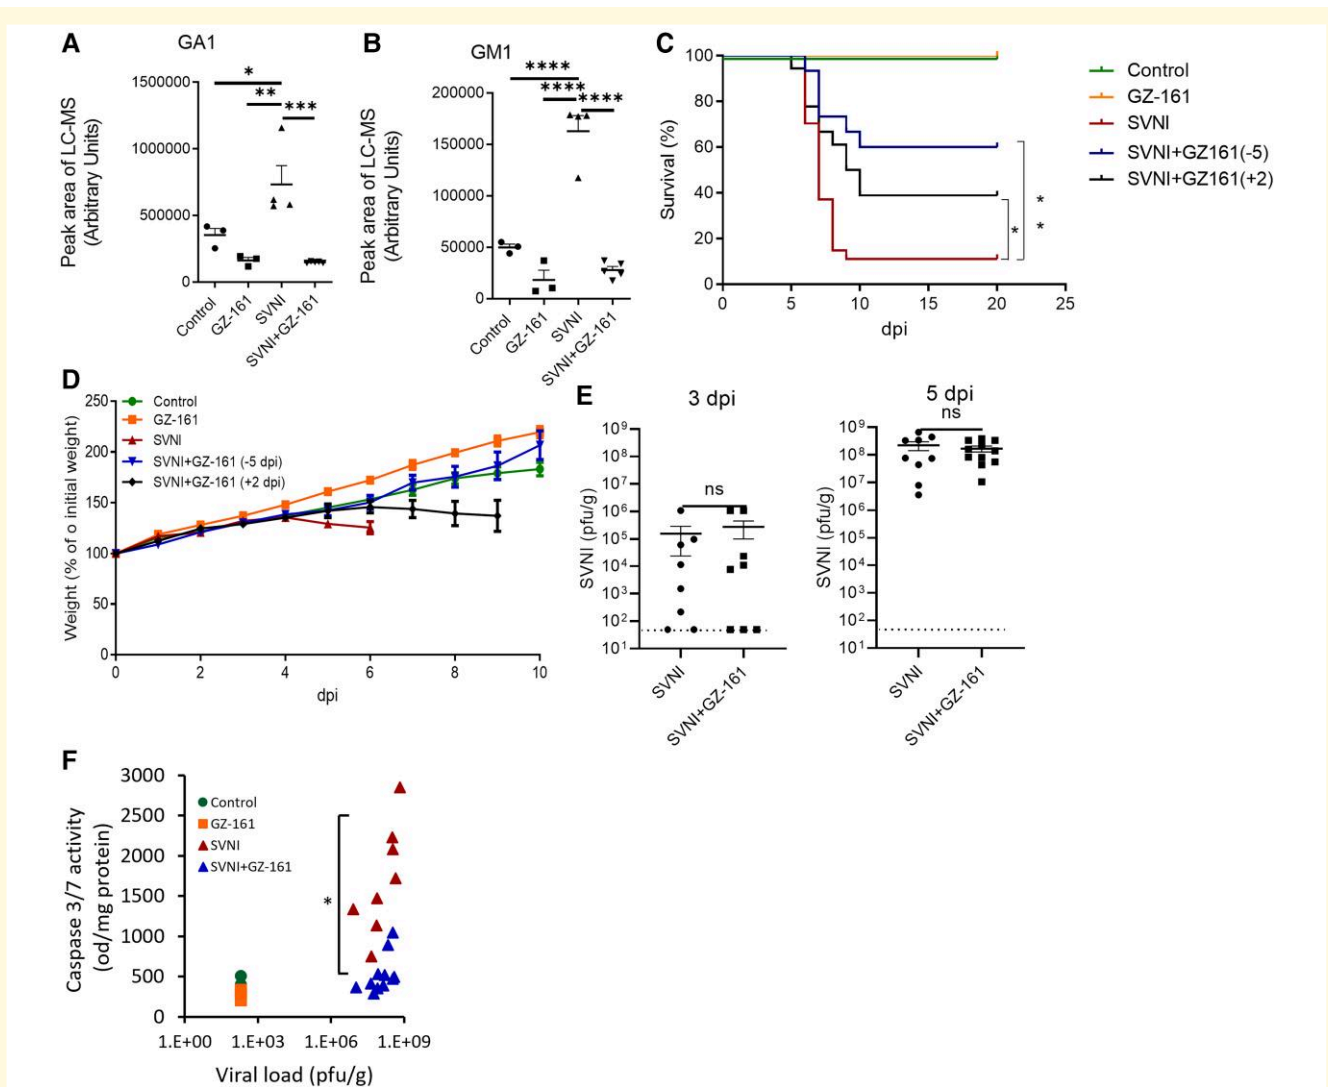 A
GA1
Peak area of LC-MS
(Arbitrary Units)
1500000
1000000
500000
0
*
**
***
Control
GZ-161
SVNI
SVNI+GZ-161
B
GM1
Peak area of LC-MS
(Arbitrary Units)
200000
150000
100000
50000
0
****
****
****
Control
GZ-161
SVNI
SVNI+GZ-161
C
Survival (%)
100
80
60
40
20
0
0 5 10 15 20 25
dpi
*
*
*
Control
GZ-161
SVNI
SVNI+GZ161(-5)
SVNI+GZ161(+2)
D
Weight (% of o initial weight)
250
200
150
100
50
0
0 2 4 6 8 10
dpi
Control
GZ-161
SVNI
SVNI+GZ-161 (-5 dpi)
SVNI+GZ-161 (+2 dpi)
E
3 dpi
SVNI (pfu/g)
10⁹
10⁸
10⁷
10⁶
10⁵
10⁴
10³
10²
10¹
ns
SVNI
SVNI+GZ-161
5 dpi
ns
SVNI (pfu/g)
10⁹
10⁸
10⁷
10⁶
10⁵
10⁴
10³
10²
10¹
SVNI
SVNI+GZ-161
F
Caspase 3/7 activity
(od/mg protein)
3000
2500
2000
1500
1000
500
0
Control
GZ-161
SVNI
SVNI+GZ-161
*
1.E+00 1.E+03 1.E+06 1.E+09
Viral load (pfu/g)